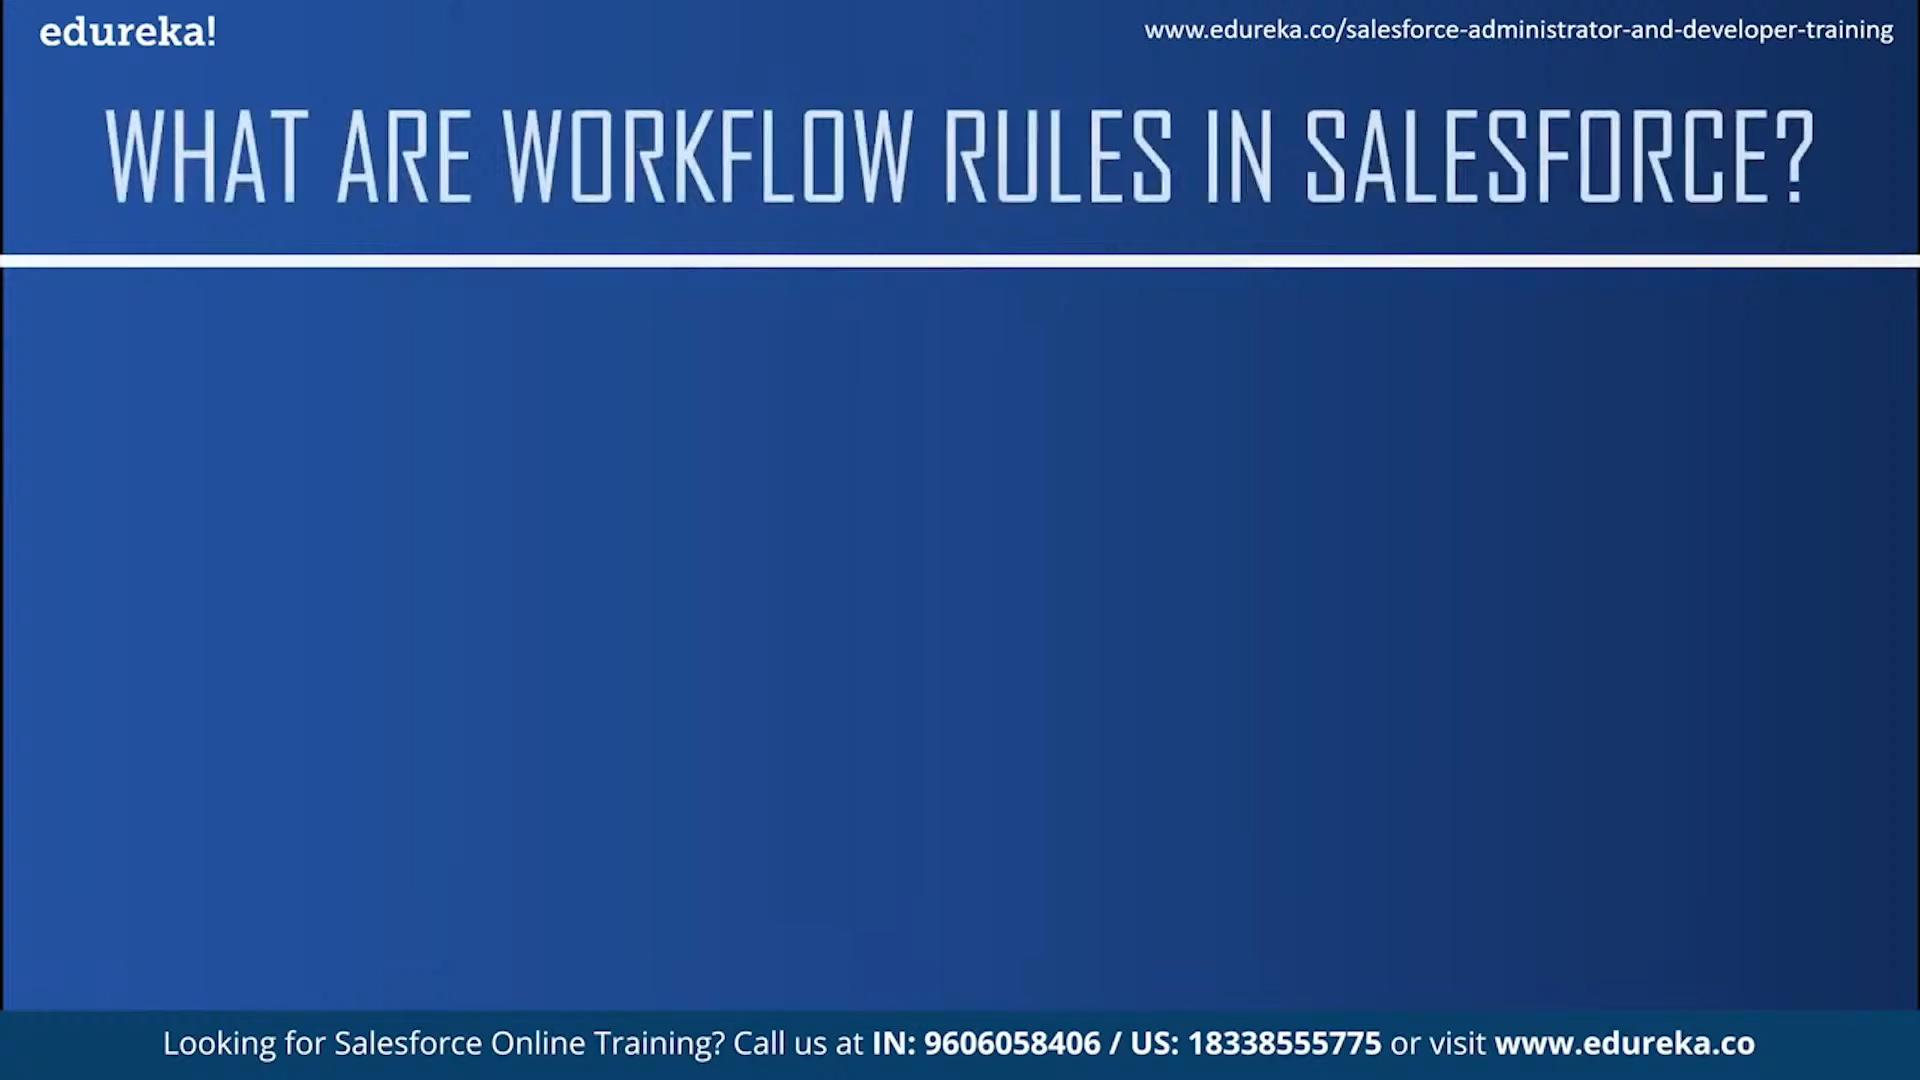 edureka!
www.edureka.co/salesforce-administrator-and-developer-training
WHAT ARE WORKFLOW RULES IN SALESFORCE?
Looking for Salesforce Online Training? Call us at IN: 9606058406 / US: 18338555775 or visit www.edureka.co